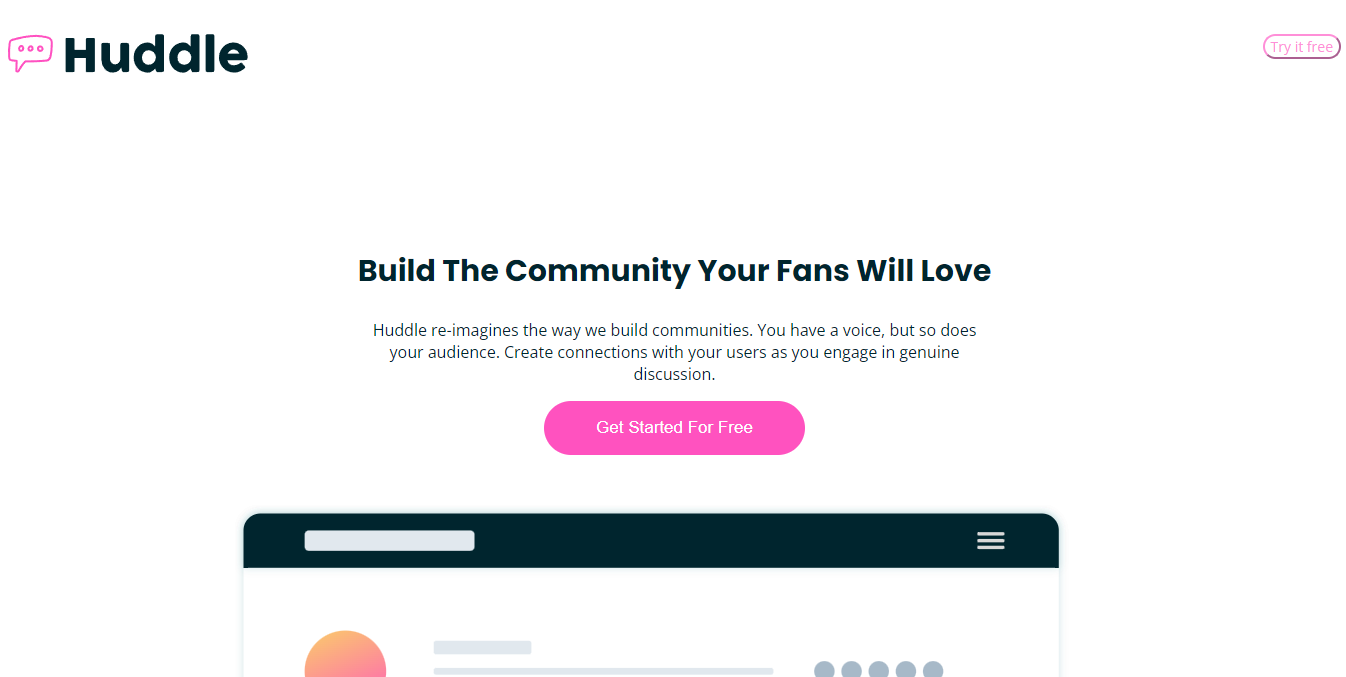 Huddle
Try it free
Build The Community Your Fans Will Love
Huddle re-imagines the way we build communities. You have a voice, but so does
your audience. Create connections with your users as you engage in genuine
discussion.
Get Started For Free